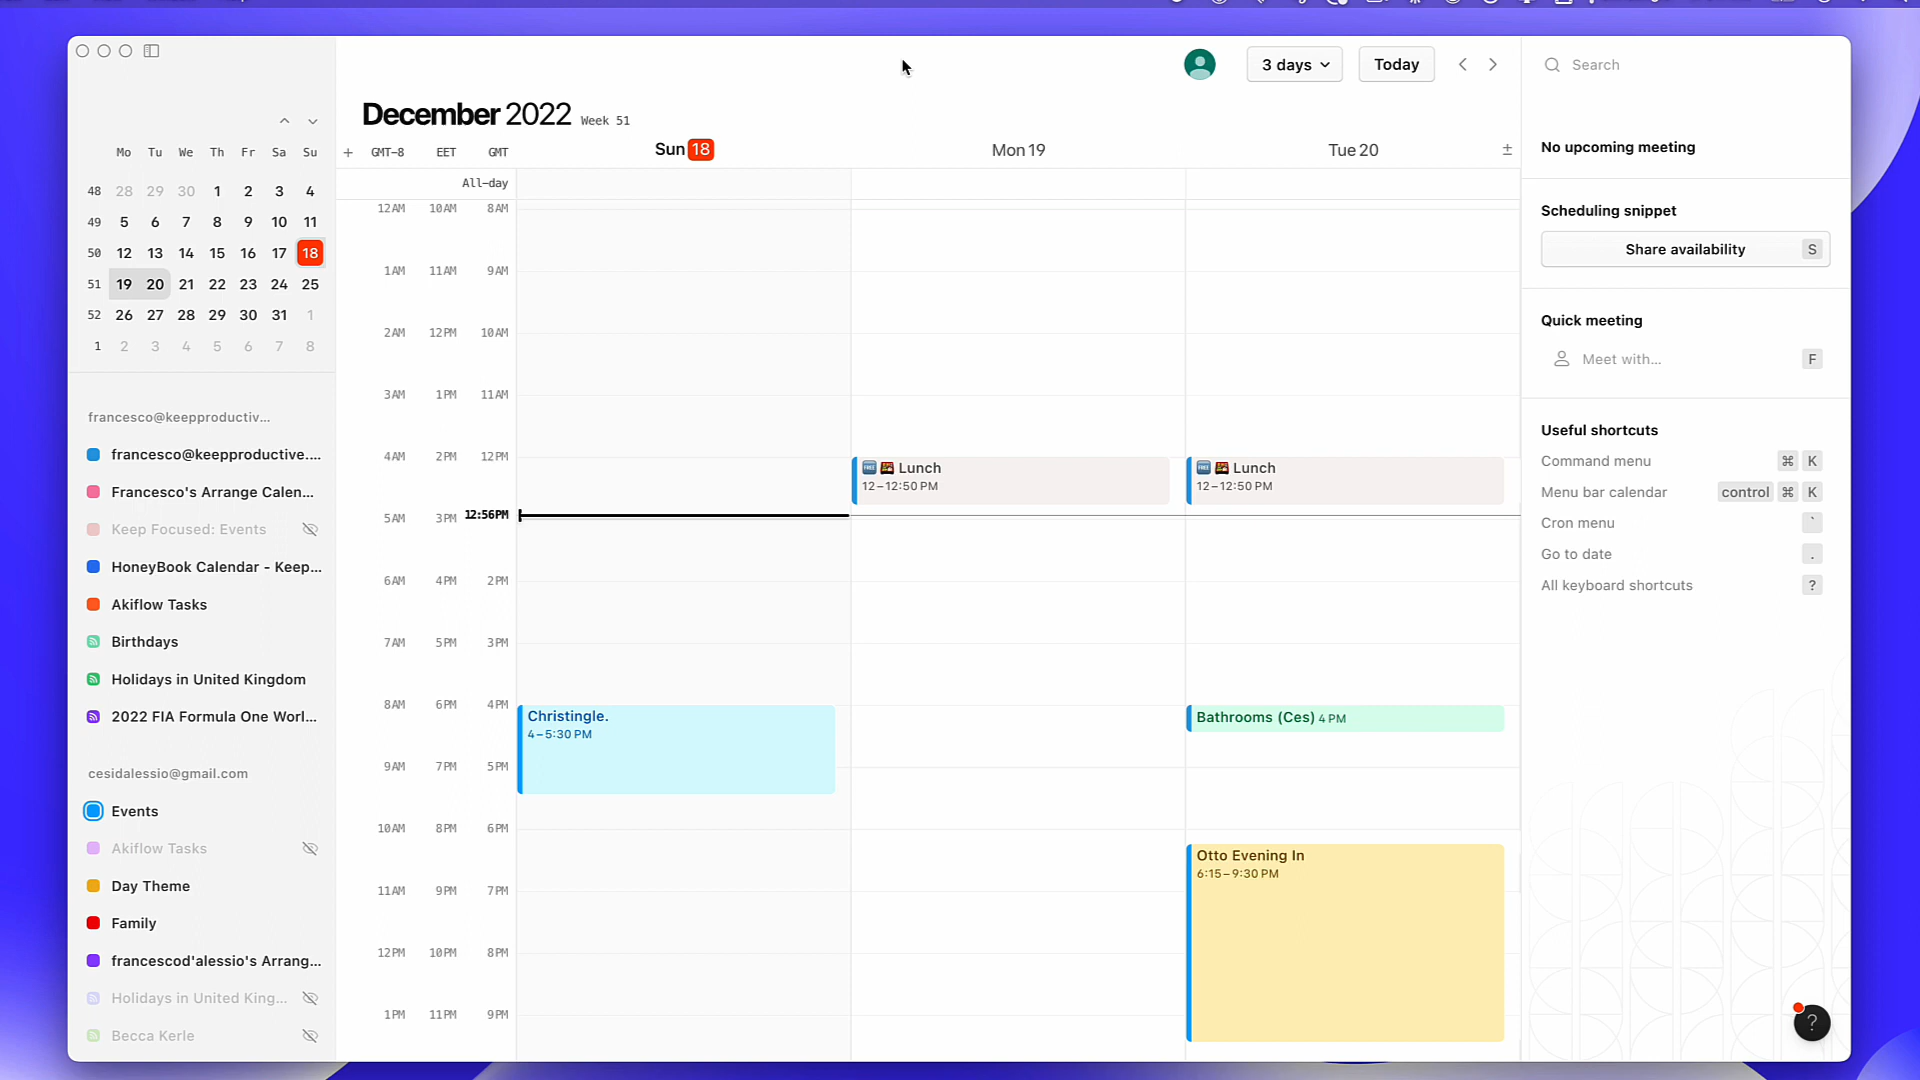 December 2022 Week 51
3 days
Today
Search
Mo Tu We Th Fr Sa Su
48 28 29 30 1 2 3 4
49 5 6 7 8 9 10 11
50 12 13 14 15 16 17 18
51 19 20 21 22 23 24 25
52 26 27 28 29 30 31 1
1 2 3 4 5 6 7 8
francesco@keepproductiv...
francesco@keepproductive....
Francesco's Arrange Calen...
Keep Focused: Events
HoneyBook Calendar - Keep...
Akiflow Tasks
Birthdays
Holidays in United Kingdom
2022 FIA Formula One Worl...
cesidalessio@gmail.com
Events
Akiflow Tasks
Day Theme
Family
francescod'alessio's Arrang...
Holidays in United King...
Becca Kerle
+ GMT-8 EET GMT
Sun 18
Mon 19
Tue 20
±
All-day
12AM 10AM 8AM
1AM 11AM 9AM
2AM 12PM 10AM
3AM 1PM 11AM
4AM 2PM 12PM
5AM 3PM 12:56PM
6AM 4PM 2PM
7AM 5PM 3PM
8AM 6PM 4PM
9AM 7PM 5PM
10AM 8PM 6PM
11AM 9PM 7PM
12PM 10PM 8PM
1PM 11PM 9PM
Christingle.
4–5:30 PM
FREE Lunch
12–12:50 PM
FREE Lunch
12–12:50 PM
Bathrooms (Ces) 4 PM
Otto Evening In
6:15–9:30 PM
No upcoming meeting
Scheduling snippet
Share availability S
Quick meeting
Meet with... F
Useful shortcuts
Command menu ⌘ K
Menu bar calendar control ⌘ K
Cron menu `
Go to date .
All keyboard shortcuts ?
?